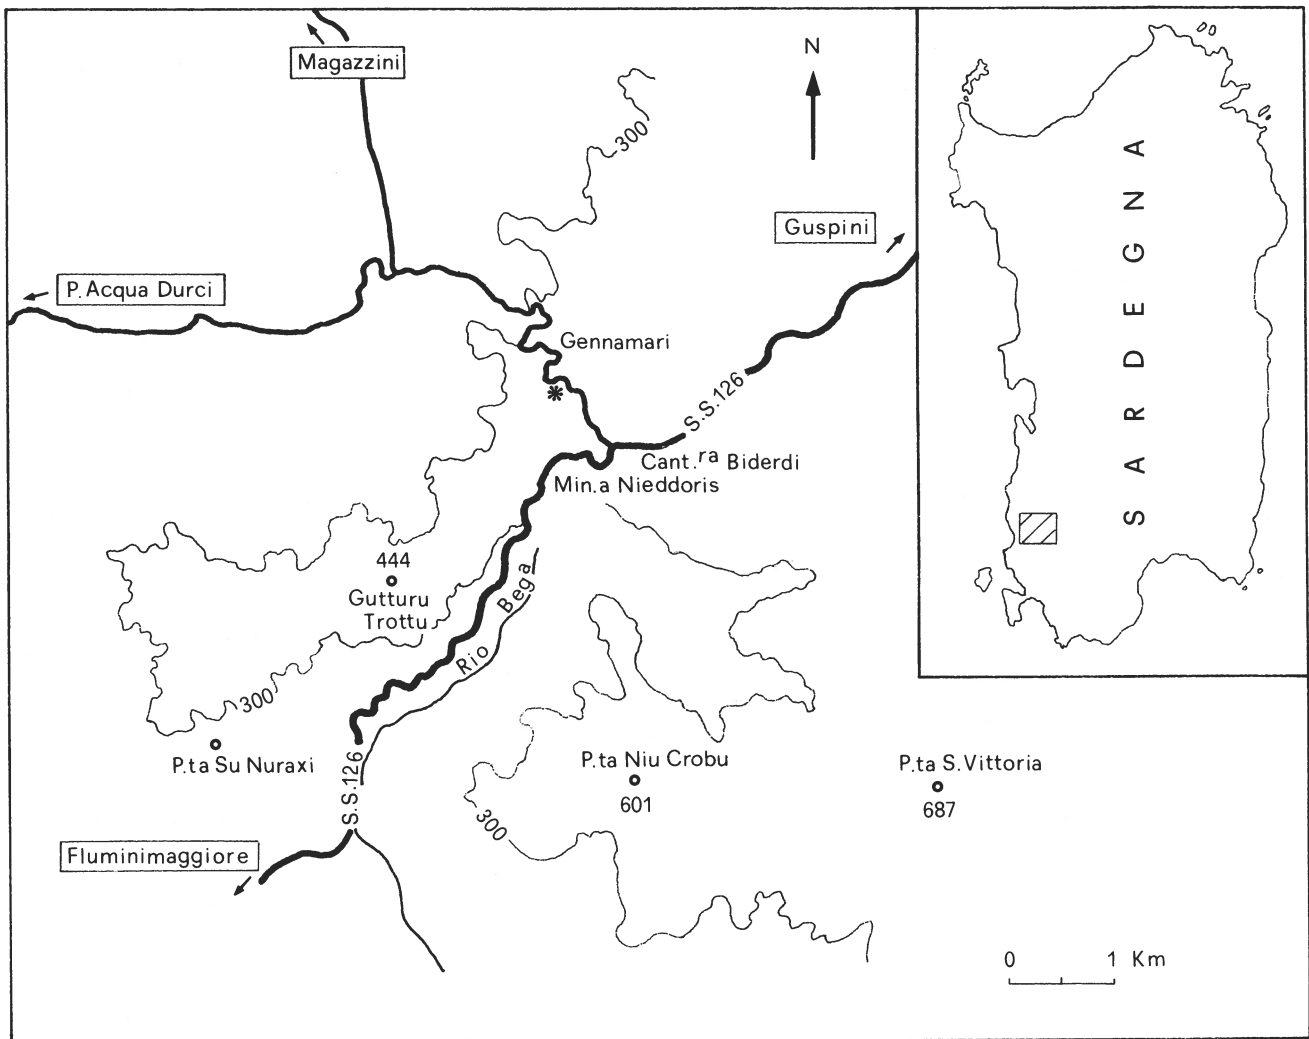 Magazzini
N
300
Guspini
P. Acqua Durci
Gennamari
S.S.126
Cant.ra Biderdi
Min.a Nieddoris
444
Gutturu
Trottu
Rio Bega
300
P.ta Su Nuraxi
S.S.126
P.ta Niu Crobu
601
P.ta S. Vittoria
687
300
Fluminimaggiore
0 1 Km
SARDEGNA